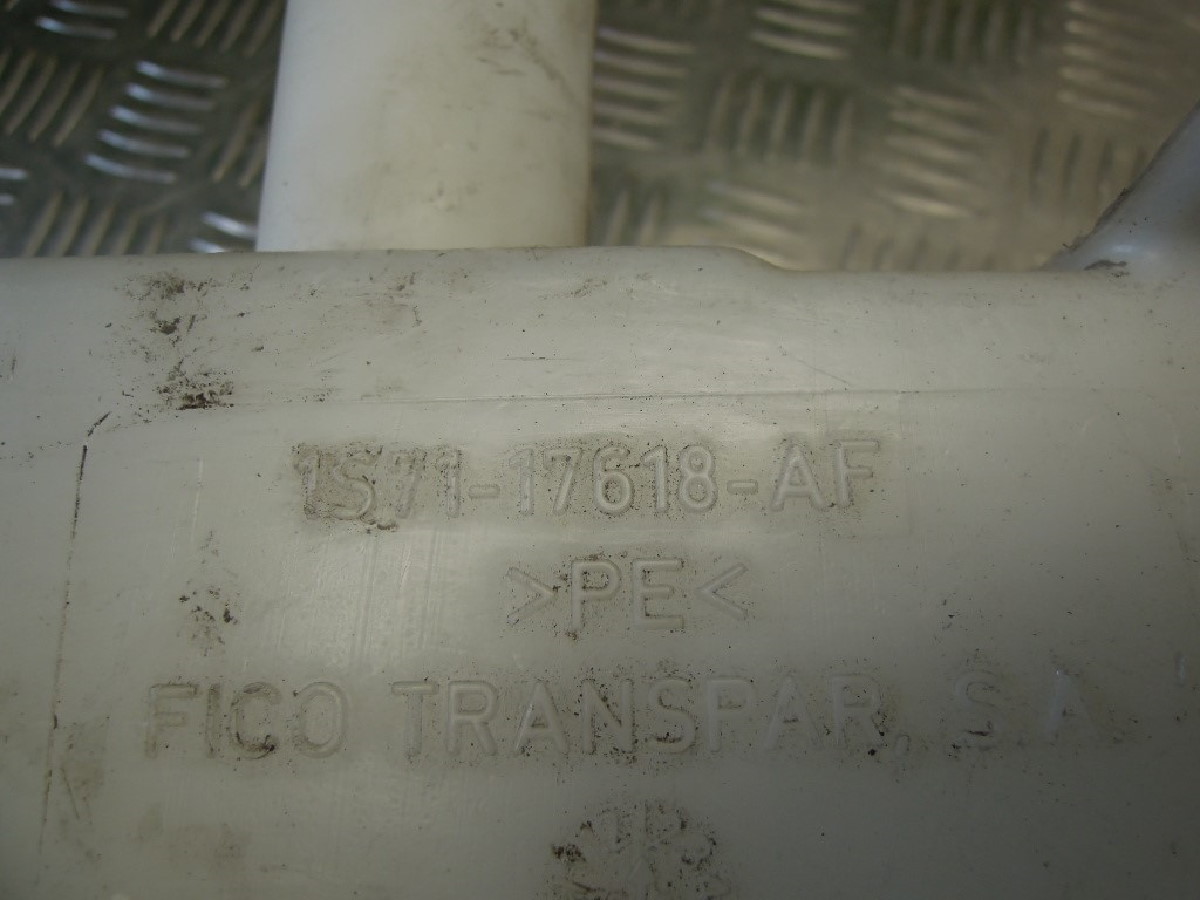 1S71-17618-AF
>PE<
FICO TRANSPAR, S.A.